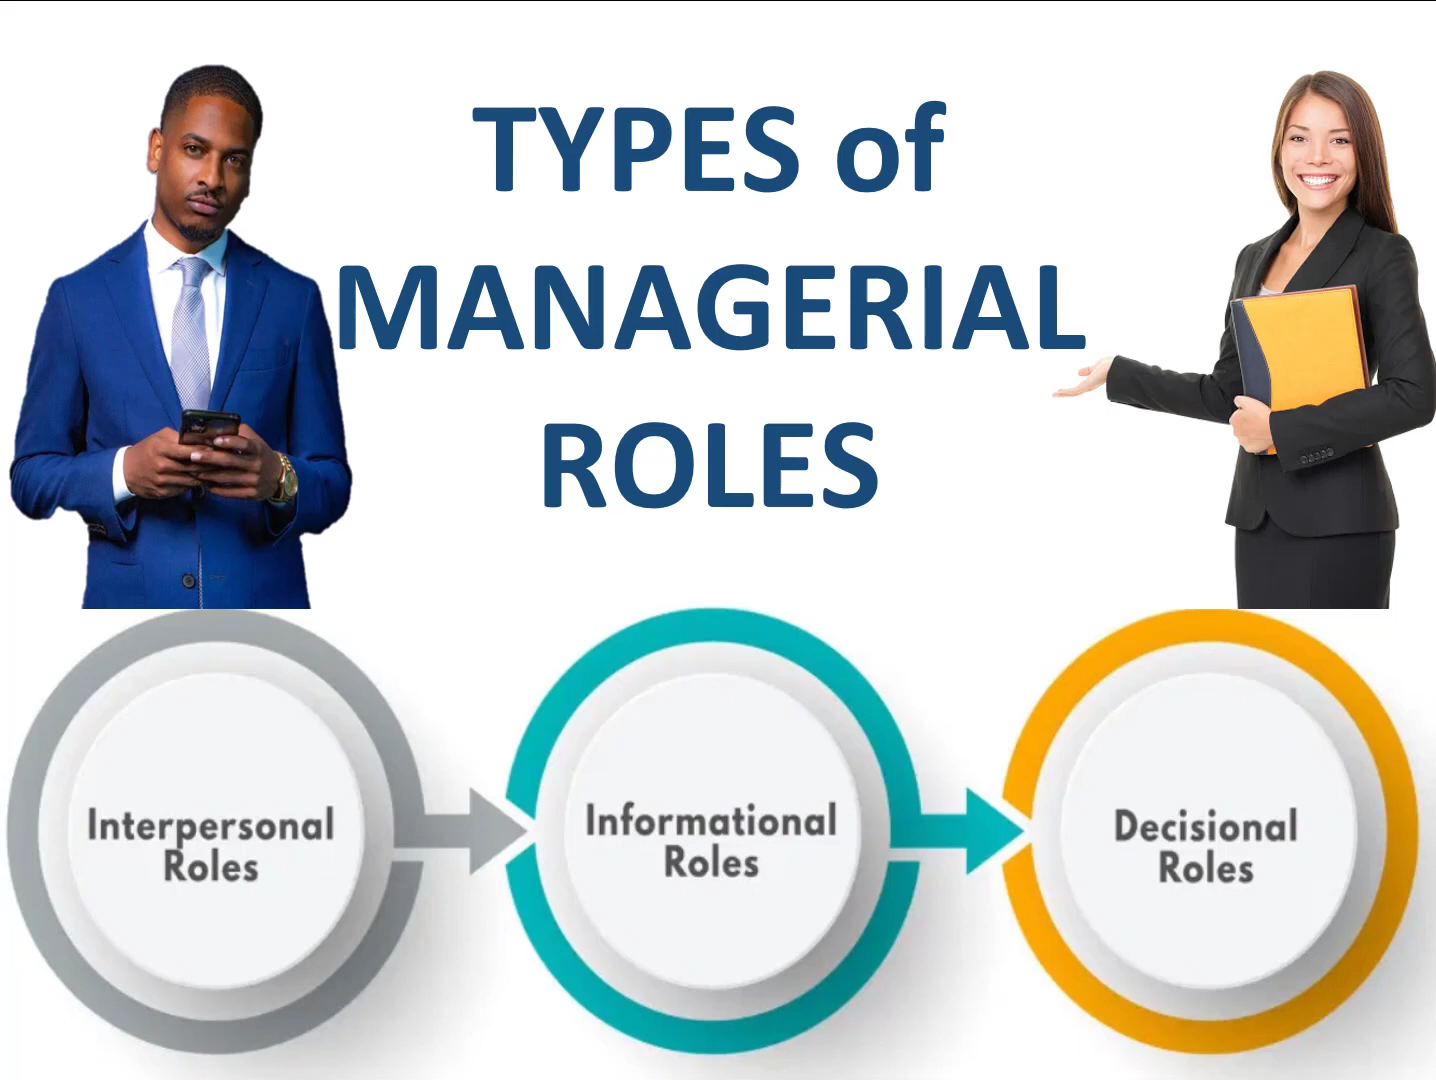 TYPES of
MANAGERIAL
ROLES
Interpersonal
Roles
Informational
Roles
Decisional
Roles